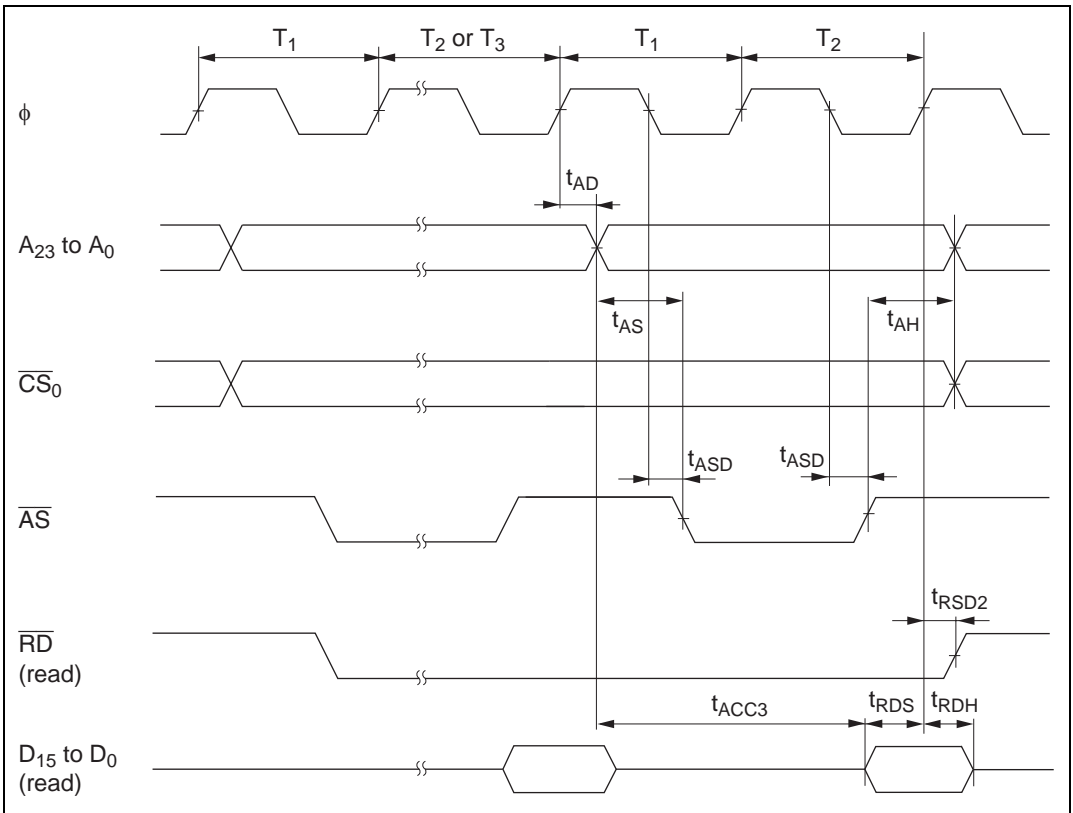 T1 T2 or T3 T1 T2
ϕ
tAD
A23 to A0
tAS tAH
CS0
tASD tASD
AS
tRSD2
RD
(read)
tACC3 tRDS tRDH
D15 to D0
(read)